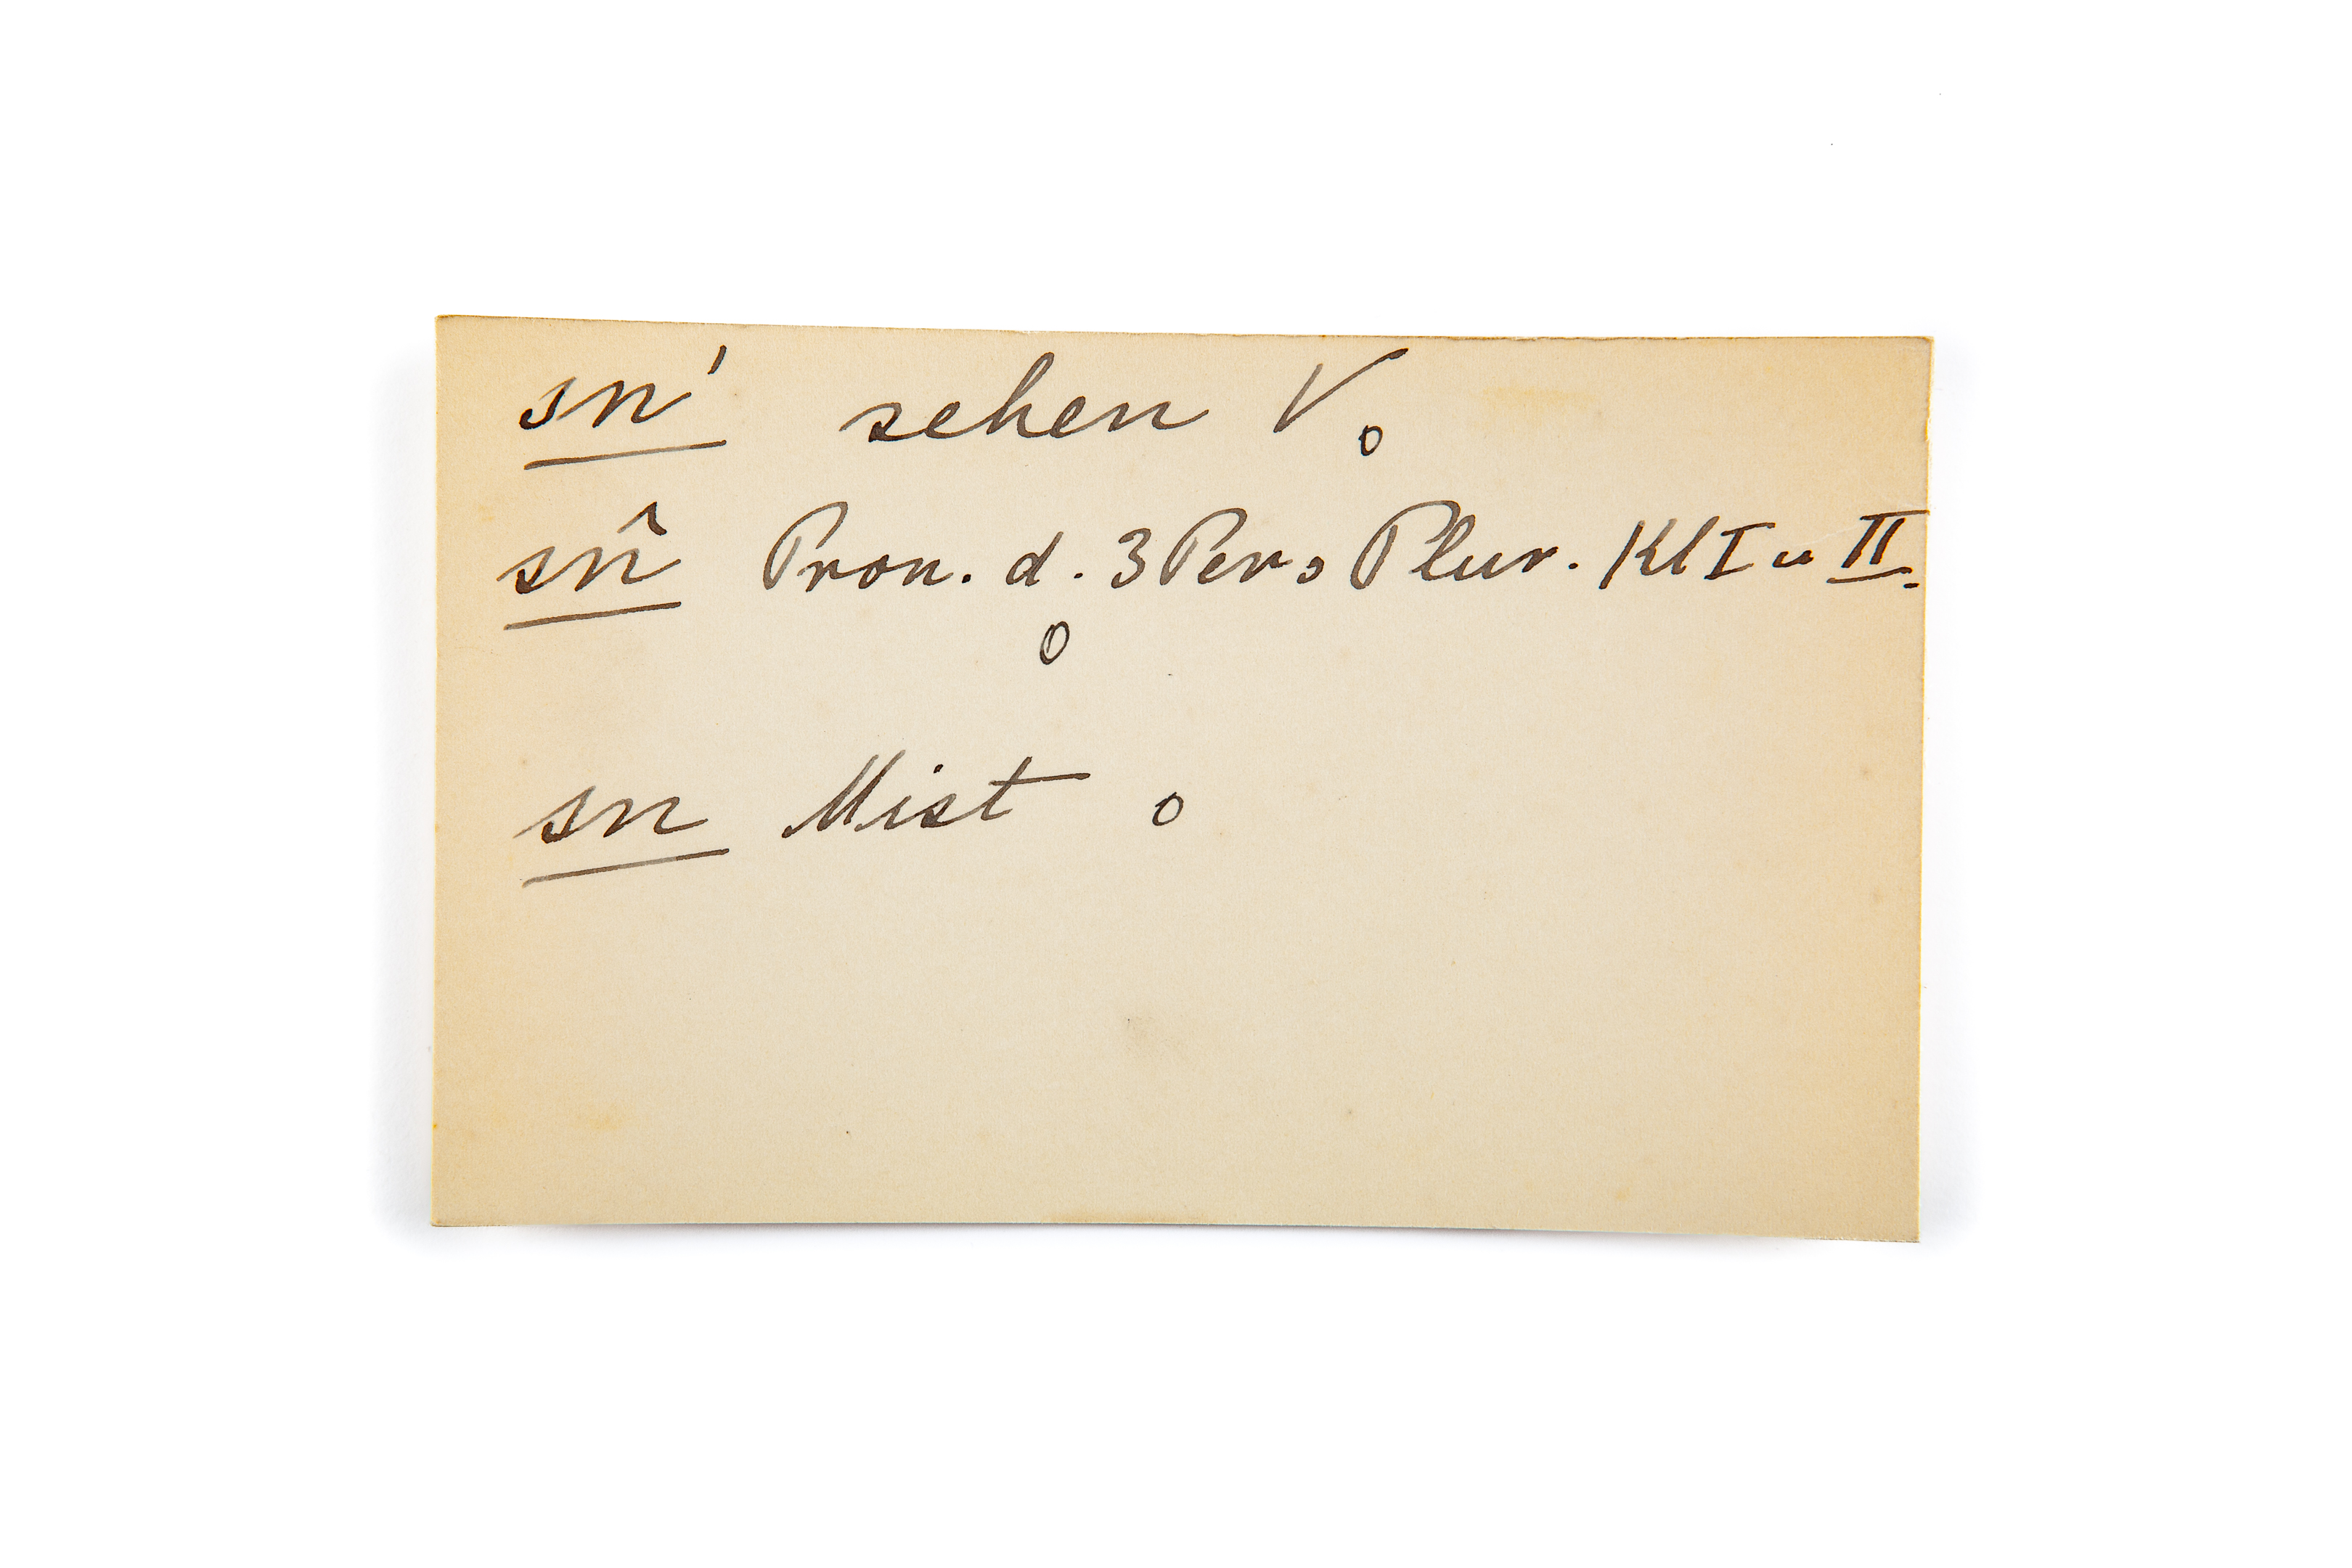 sn' sehen V o
sn̂ Pron. d. 3 Pers Plur. Kl I u II.
o
sn Mist o